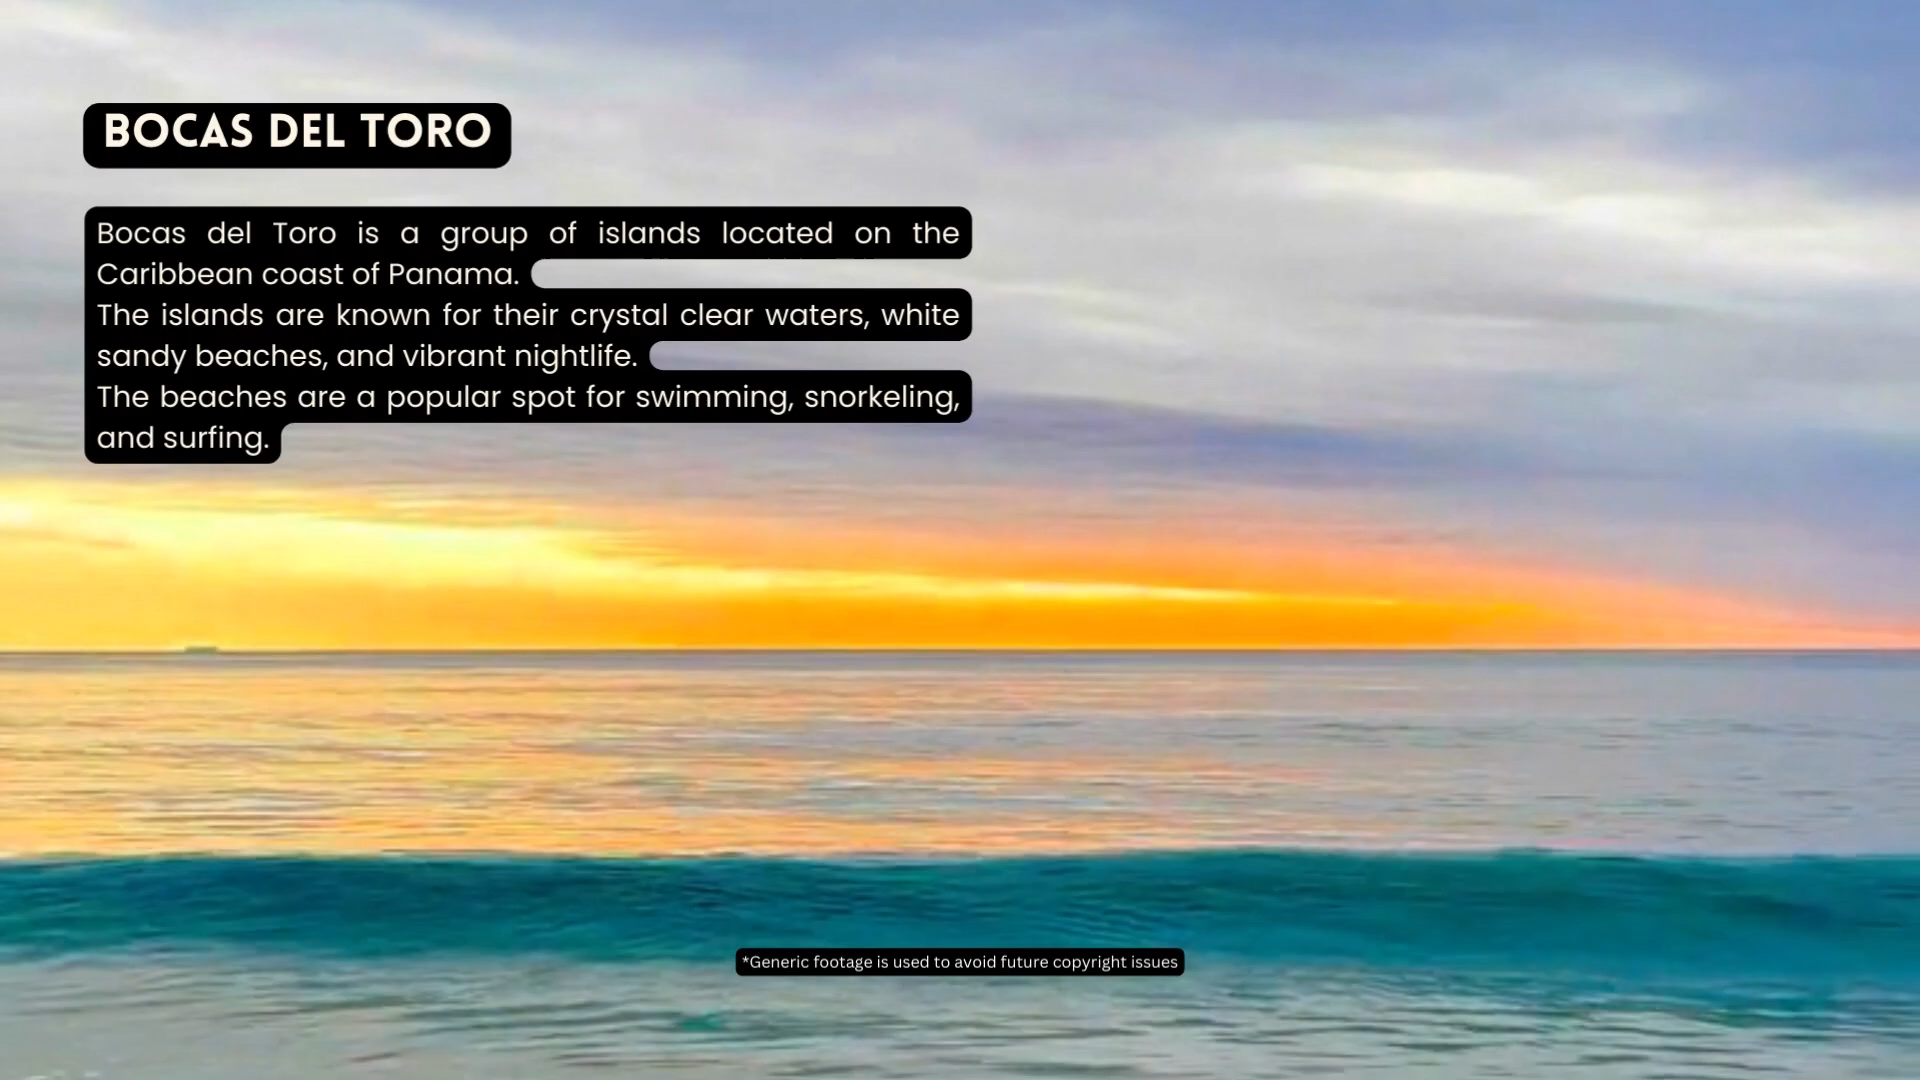 BOCAS DEL TORO
Bocas del Toro is a group of islands located on the
Caribbean coast of Panama.
The islands are known for their crystal clear waters, white
sandy beaches, and vibrant nightlife.
The beaches are a popular spot for swimming, snorkeling,
and surfing.
*Generic footage is used to avoid future copyright issues